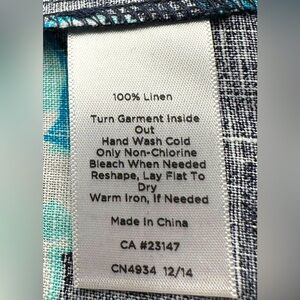 100% Linen
Turn Garment Inside
Out
Hand Wash Cold
Only Non-Chlorine
Bleach When Needed
Reshape, Lay Flat To
Dry
Warm Iron, If Needed
Made In China
CA #23147
CN4934 12/14